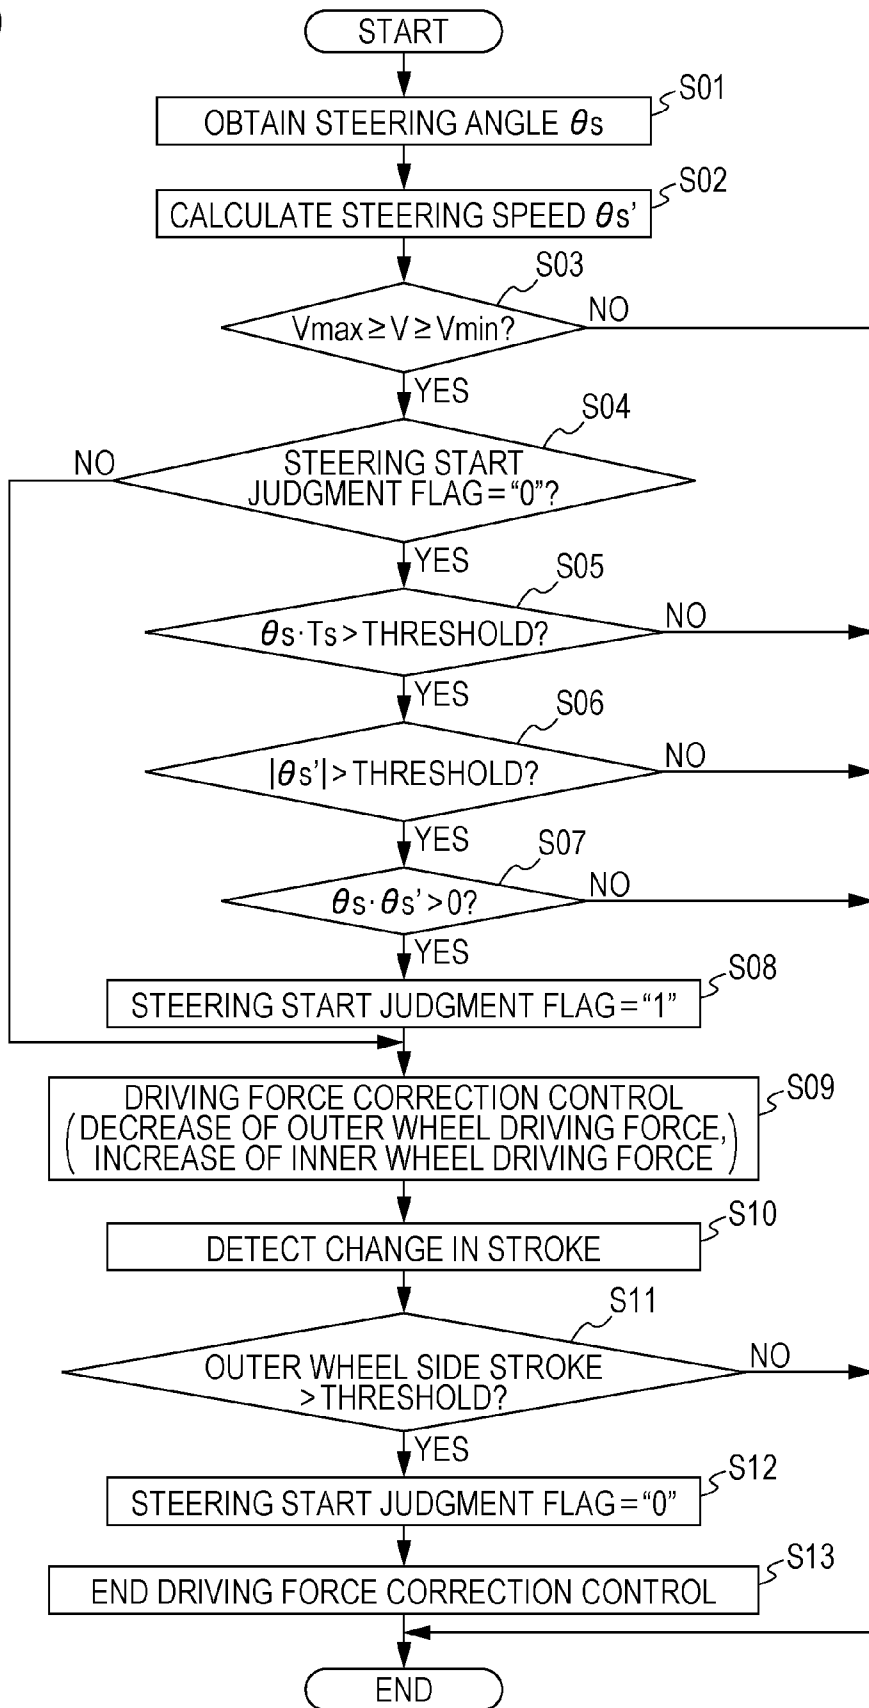 START
S01
OBTAIN STEERING ANGLE θs
S02
CALCULATE STEERING SPEED θs'
S03
Vmax ≥ V ≥ Vmin?
NO
YES
S04
NO
STEERING START
JUDGMENT FLAG = "0"?
YES
S05
θs·Ts > THRESHOLD?
NO
YES
S06
|θs'| > THRESHOLD?
NO
YES
S07
θs·θs' > 0?
NO
YES
S08
STEERING START JUDGMENT FLAG = "1"
S09
DRIVING FORCE CORRECTION CONTROL
(DECREASE OF OUTER WHEEL DRIVING FORCE,
INCREASE OF INNER WHEEL DRIVING FORCE)
S10
DETECT CHANGE IN STROKE
S11
OUTER WHEEL SIDE STROKE
> THRESHOLD?
NO
YES
S12
STEERING START JUDGMENT FLAG = "0"
S13
END DRIVING FORCE CORRECTION CONTROL
END